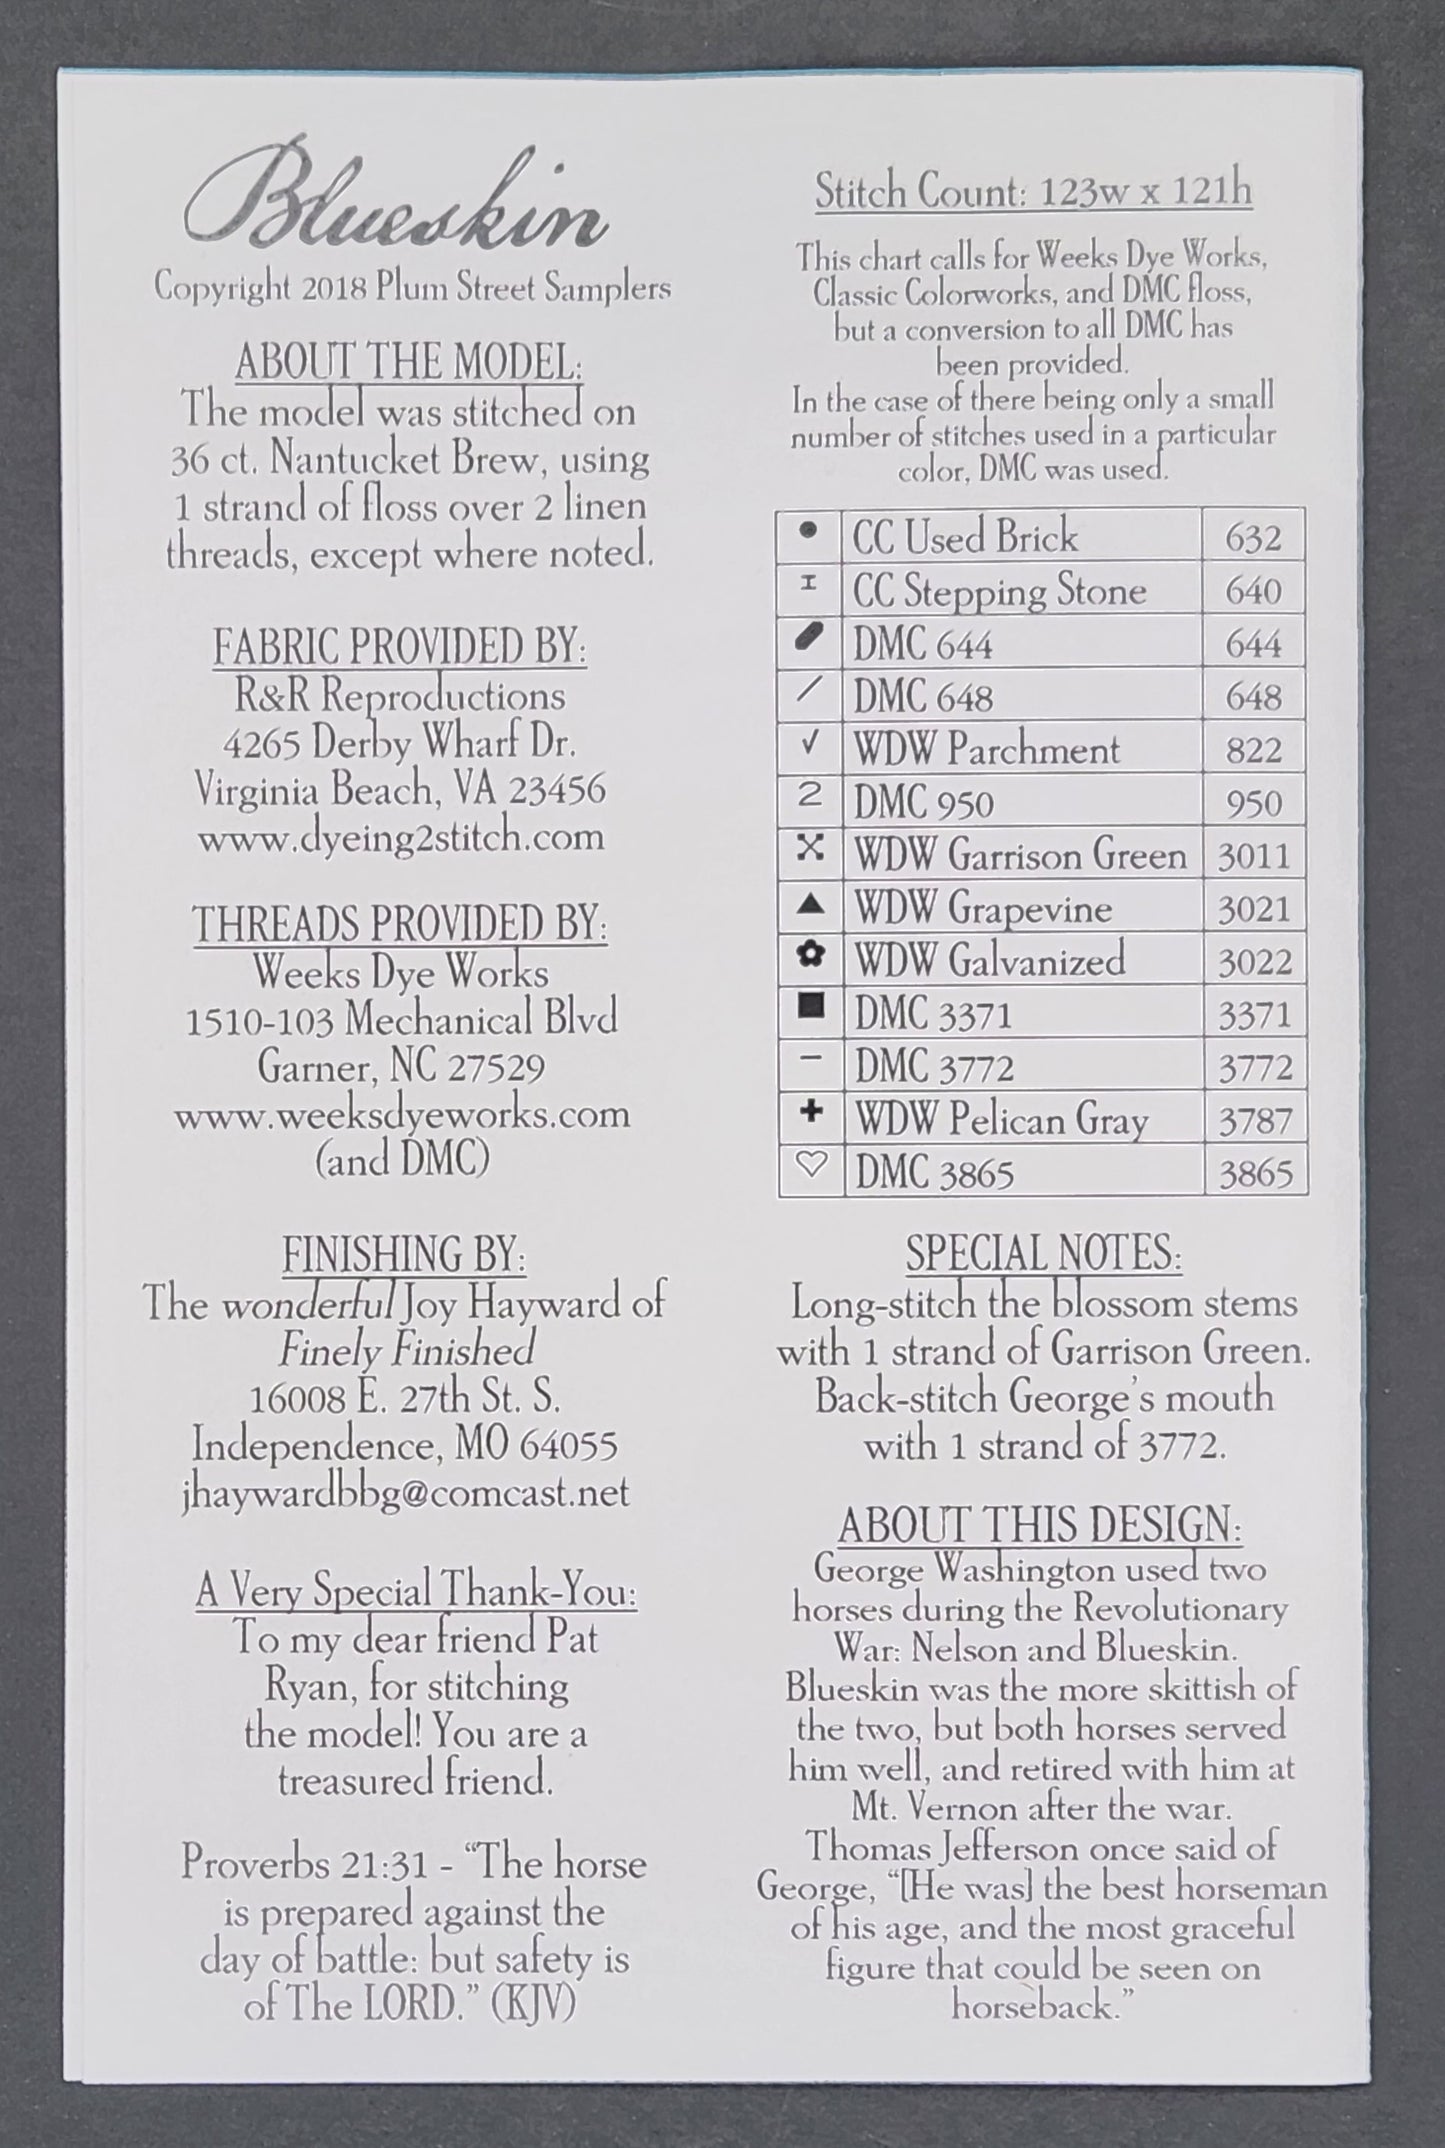 Blueskin
Copyright 2018 Plum Street Samplers
ABOUT THE MODEL:
The model was stitched on
36 ct. Nantucket Brew, using
1 strand of floss over 2 linen
threads, except where noted.
FABRIC PROVIDED BY:
R&R Reproductions
4265 Derby Wharf Dr.
Virginia Beach, VA 23456
www.dyeing2stitch.com
THREADS PROVIDED BY:
Weeks Dye Works
1510-103 Mechanical Blvd
Garner, NC 27529
www.weeksdyeworks.com
(and DMC)
FINISHING BY:
The wonderful Joy Hayward of
Finely Finished
16008 E. 27th St. S.
Independence, MO 64055
jhaywardbbg@comcast.net
A Very Special Thank-You:
To my dear friend Pat
Ryan, for stitching
the model! You are a
treasured friend.
Proverbs 21:31 - “The horse
is prepared against the
day of battle: but safety is
of The LORD.” (KJV)
Stitch Count: 123w x 121h
This chart calls for Weeks Dye Works,
Classic Colorworks, and DMC floss,
but a conversion to all DMC has
been provided.
In the case of there being only a small
number of stitches used in a particular
color, DMC was used.
● CC Used Brick 632
I CC Stepping Stone 640
DMC 644 644
/ DMC 648 648
✓ WDW Parchment 822
2 DMC 950 950
WDW Garrison Green 3011
▲ WDW Grapevine 3021
✿ WDW Galvanized 3022
■ DMC 3371 3371
– DMC 3772 3772
✚ WDW Pelican Gray 3787
♡ DMC 3865 3865
SPECIAL NOTES:
Long-stitch the blossom stems
with 1 strand of Garrison Green.
Back-stitch George's mouth
with 1 strand of 3772.
ABOUT THIS DESIGN:
George Washington used two
horses during the Revolutionary
War: Nelson and Blueskin.
Blueskin was the more skittish of
the two, but both horses served
him well, and retired with him at
Mt. Vernon after the war.
Thomas Jefferson once said of
George, “[He was] the best horseman
of his age, and the most graceful
figure that could be seen on
horseback.”